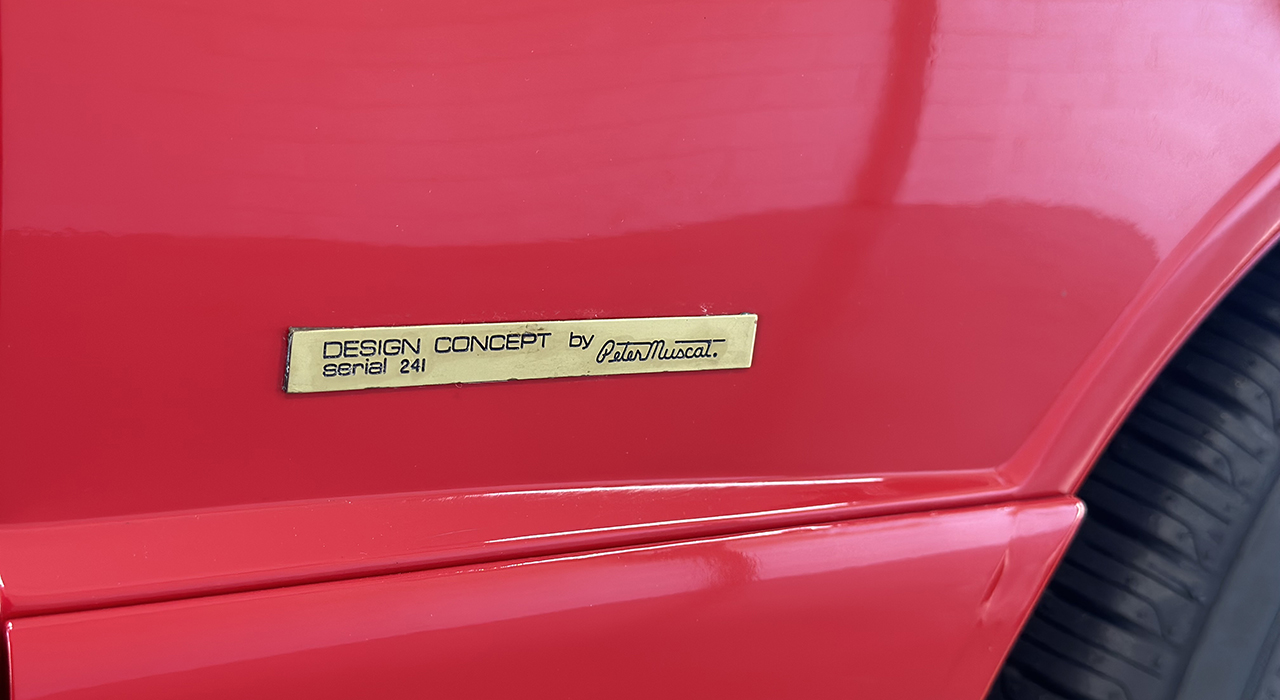 DESIGN CONCEPT by Peter Muscat.
serial 241